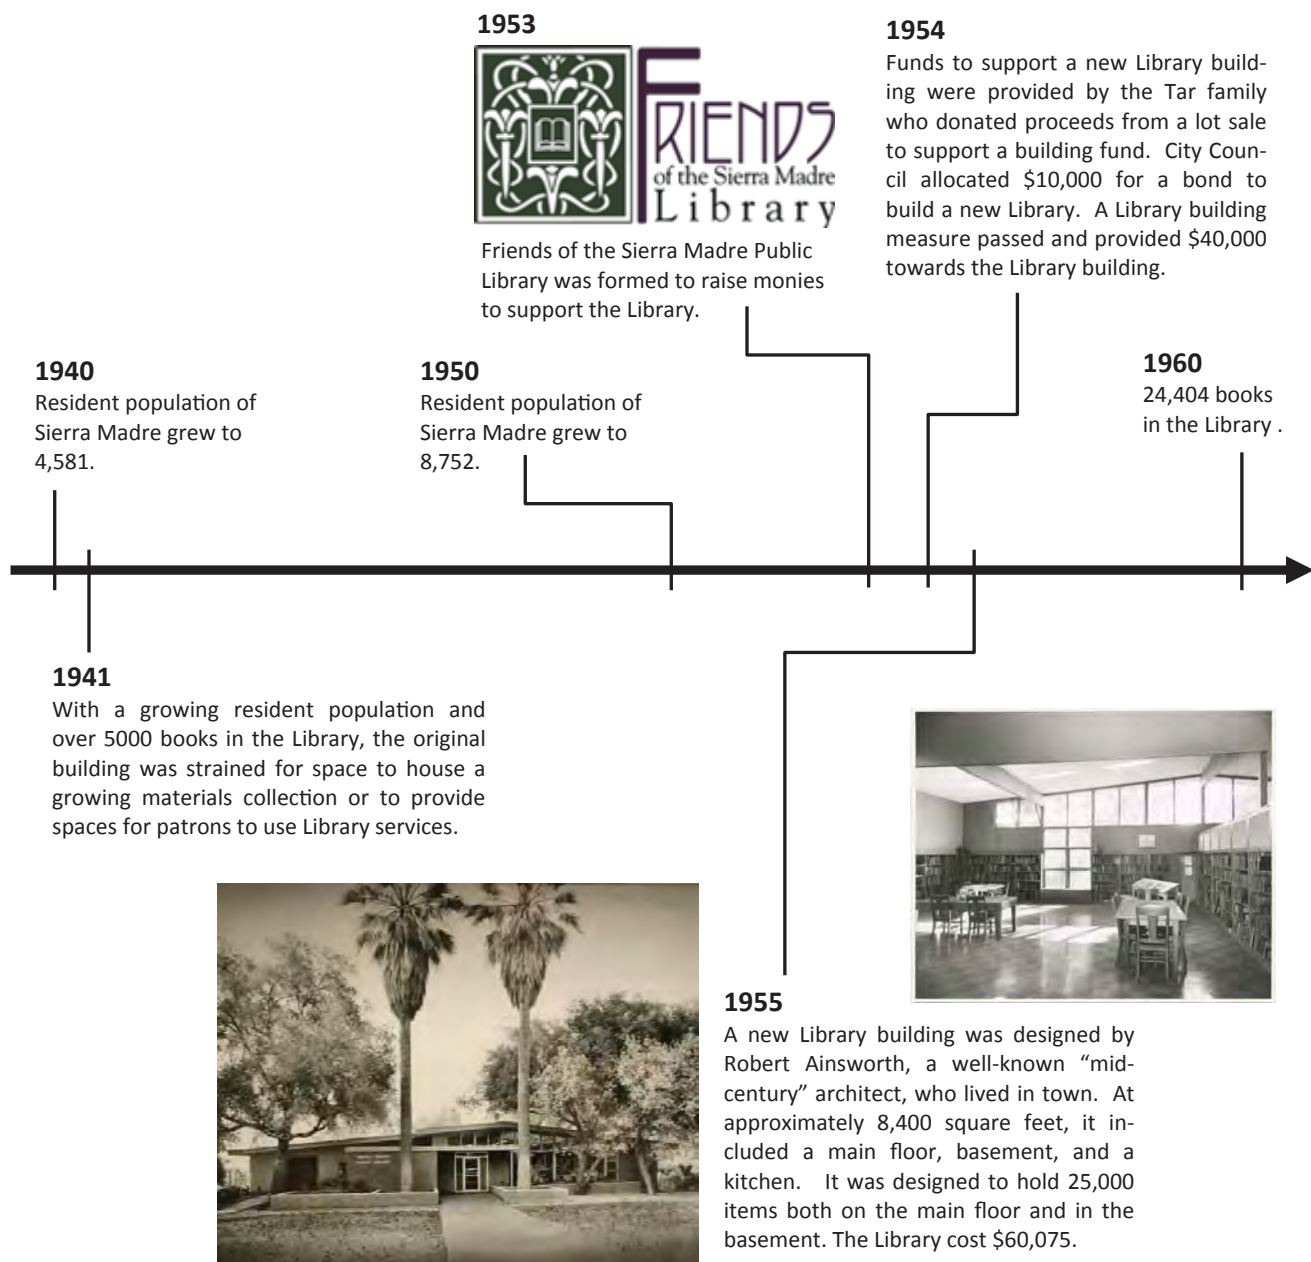 1953
FRIENDS
of the Sierra Madre
Library
Friends of the Sierra Madre Public
Library was formed to raise monies
to support the Library.
1954
Funds to support a new Library build-
ing were provided by the Tar family
who donated proceeds from a lot sale
to support a building fund. City Coun-
cil allocated $10,000 for a bond to
build a new Library. A Library building
measure passed and provided $40,000
towards the Library building.
1940
Resident population of
Sierra Madre grew to
4,581.
1950
Resident population of
Sierra Madre grew to
8,752.
1960
24,404 books
in the Library .
1941
With a growing resident population and
over 5000 books in the Library, the original
building was strained for space to house a
growing materials collection or to provide
spaces for patrons to use Library services.
1955
A new Library building was designed by
Robert Ainsworth, a well-known “mid-
century” architect, who lived in town. At
approximately 8,400 square feet, it in-
cluded a main floor, basement, and a
kitchen. It was designed to hold 25,000
items both on the main floor and in the
basement. The Library cost $60,075.